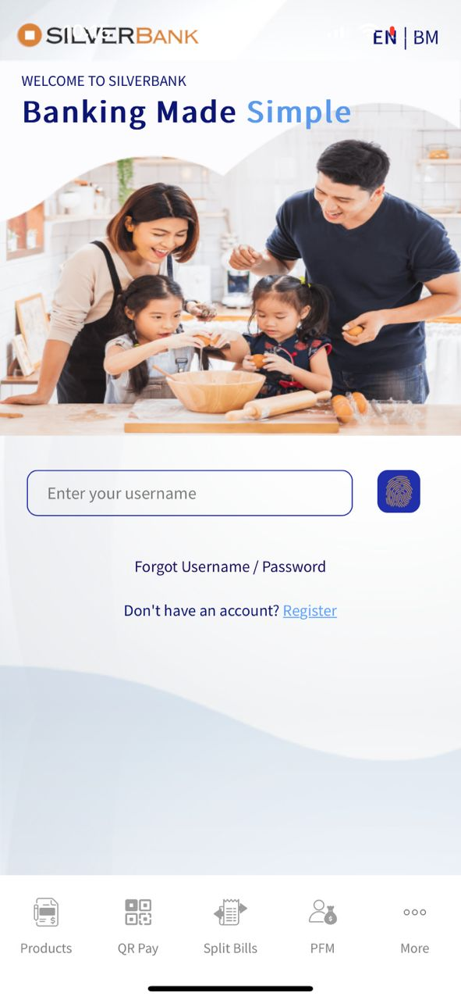 SILVERBANK
EN | BM
WELCOME TO SILVERBANK
Banking Made Simple
Enter your username
Forgot Username / Password
Don't have an account? Register
Products
QR Pay
Split Bills
PFM
More